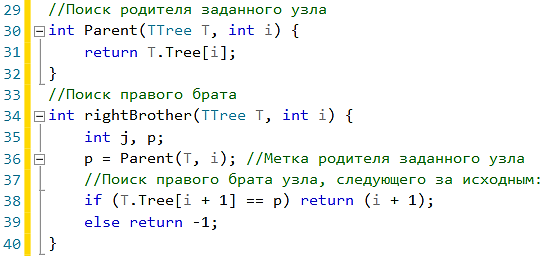 29 //Поиск родителя заданного узла
30 int Parent(TTree T, int i) {
31 return T.Tree[i];
32 }
33 //Поиск правого брата
34 int rightBrother(TTree T, int i) {
35 int j, p;
36 p = Parent(T, i); //Метка родителя заданного узла
37 //Поиск правого брата узла, следующего за исходным:
38 if (T.Tree[i + 1] == p) return (i + 1);
39 else return -1;
40 }